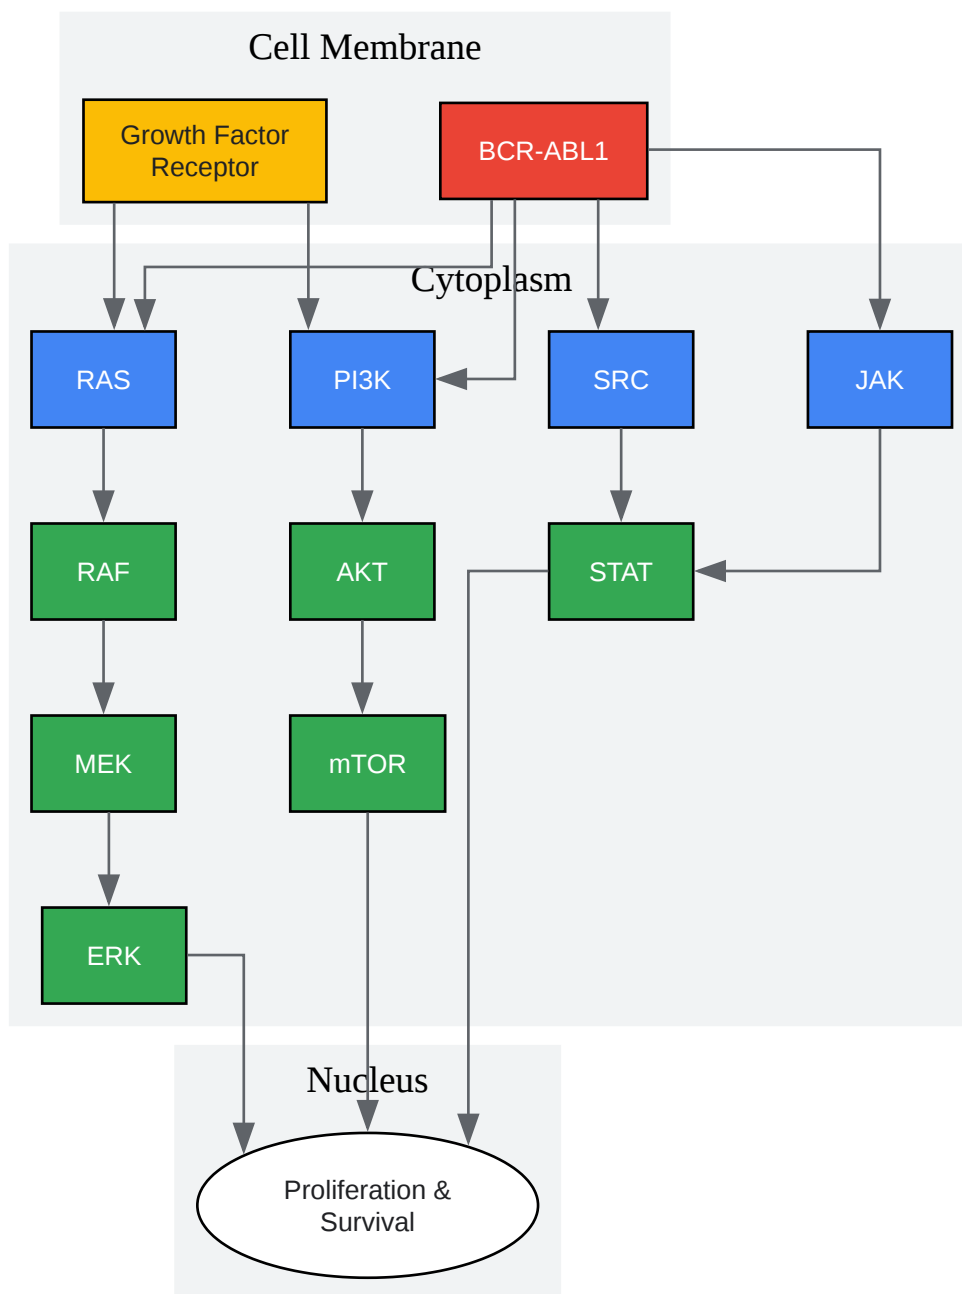 Cell Membrane
Growth Factor
Receptor
BCR-ABL1
Cytoplasm
RAS
PI3K
SRC
JAK
RAF
AKT
STAT
MEK
mTOR
ERK
Nucleus
Proliferation &
Survival